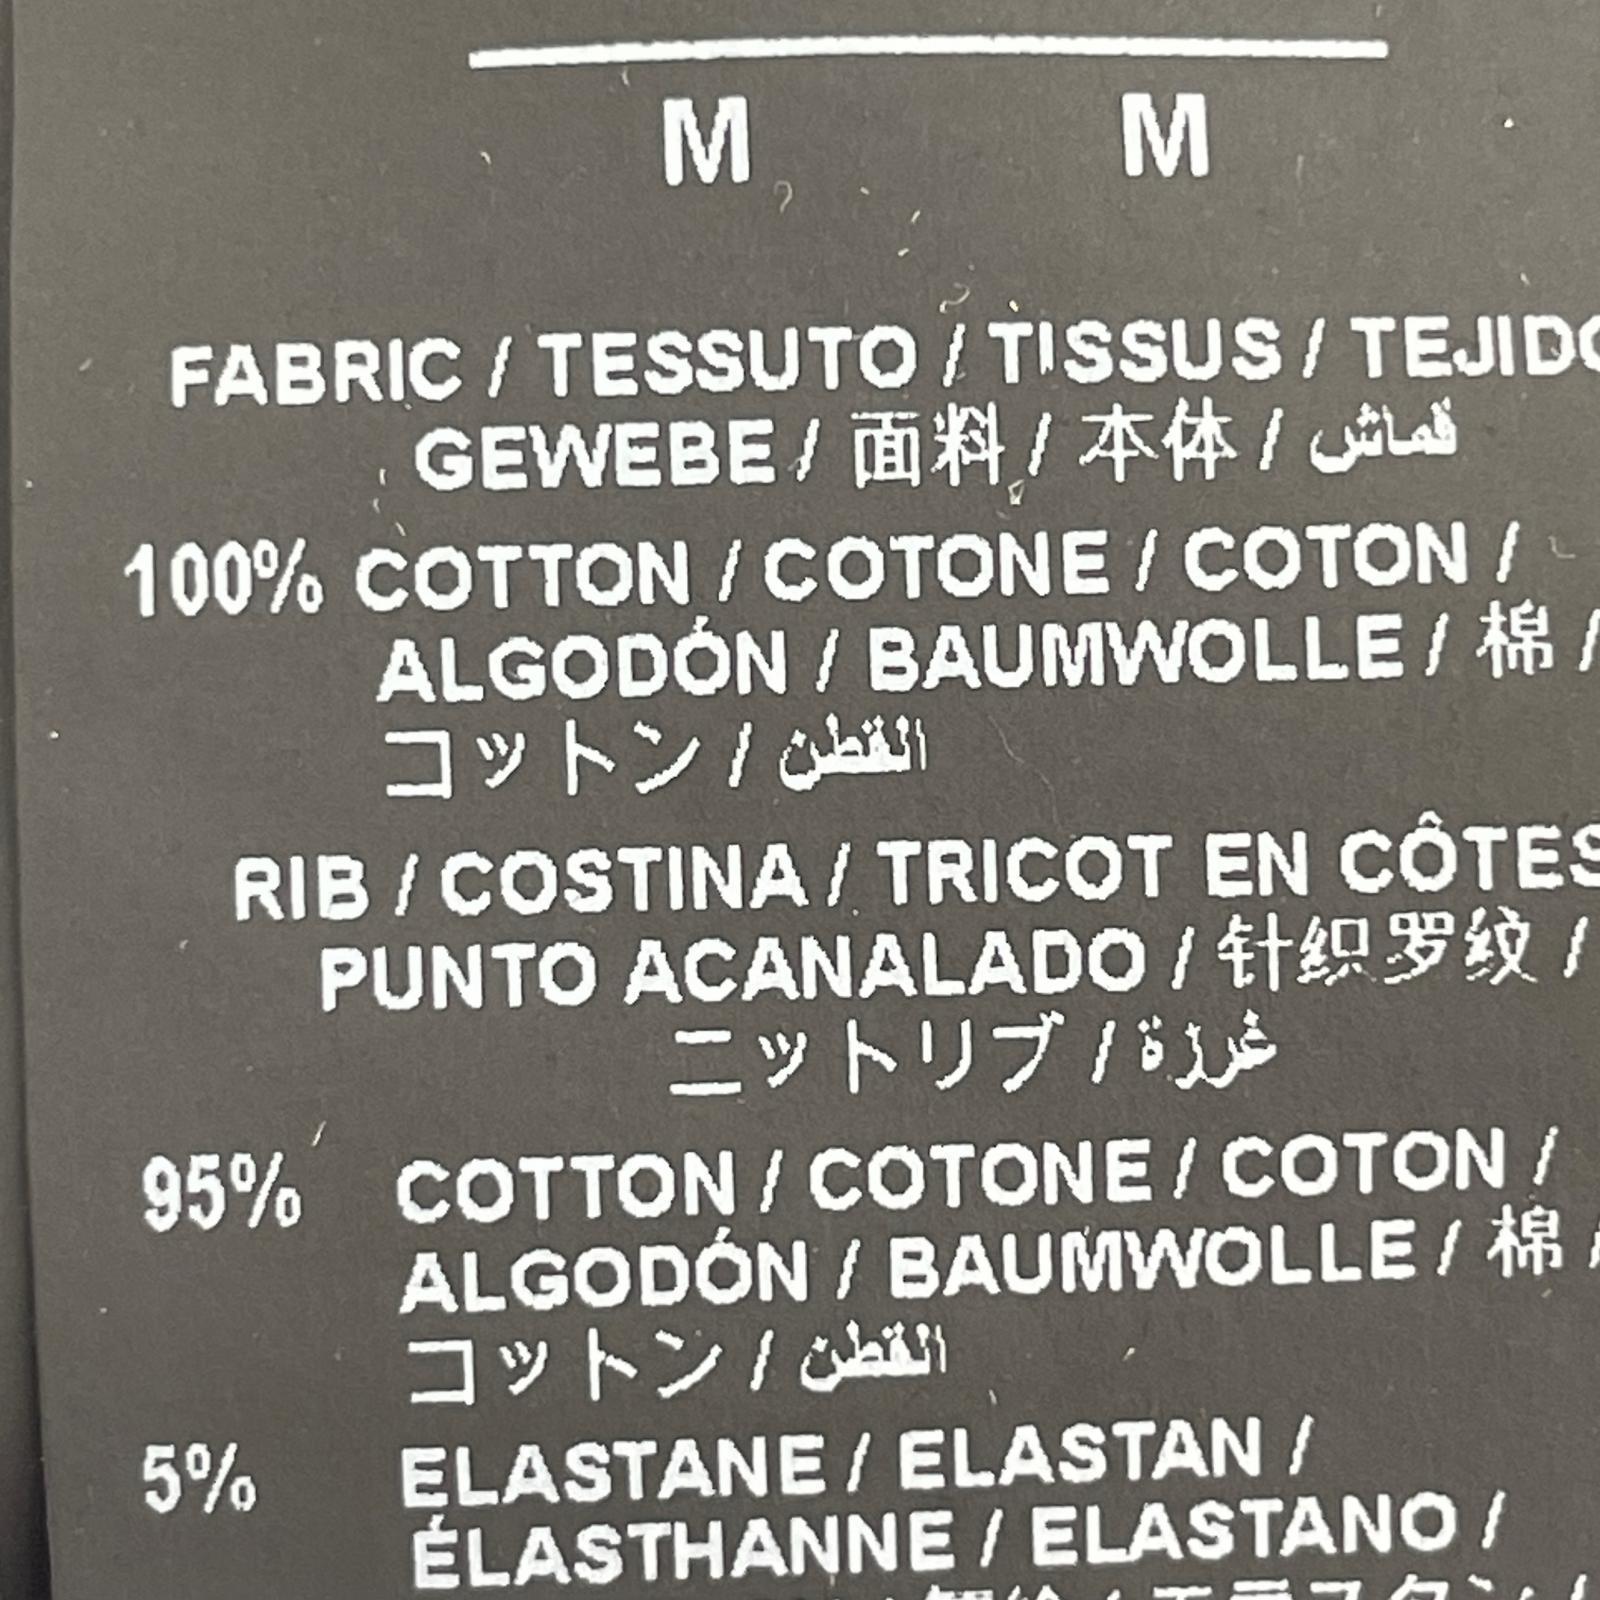 M M
FABRIC / TESSUTO / TISSUS / TEJIDO
GEWEBE / 面料 / 本体 / قماش
100% COTTON / COTONE / COTON /
ALGODÓN / BAUMWOLLE / 棉 /
コットン / القطن
RIB / COSTINA / TRICOT EN CÔTES
PUNTO ACANALADO / 针织罗纹 /
ニットリブ / غرزة
95% COTTON / COTONE / COTON /
ALGODÓN / BAUMWOLLE / 棉 /
コットン / القطن
5% ELASTANE / ELASTAN /
ÉLASTHANNE / ELASTANO /